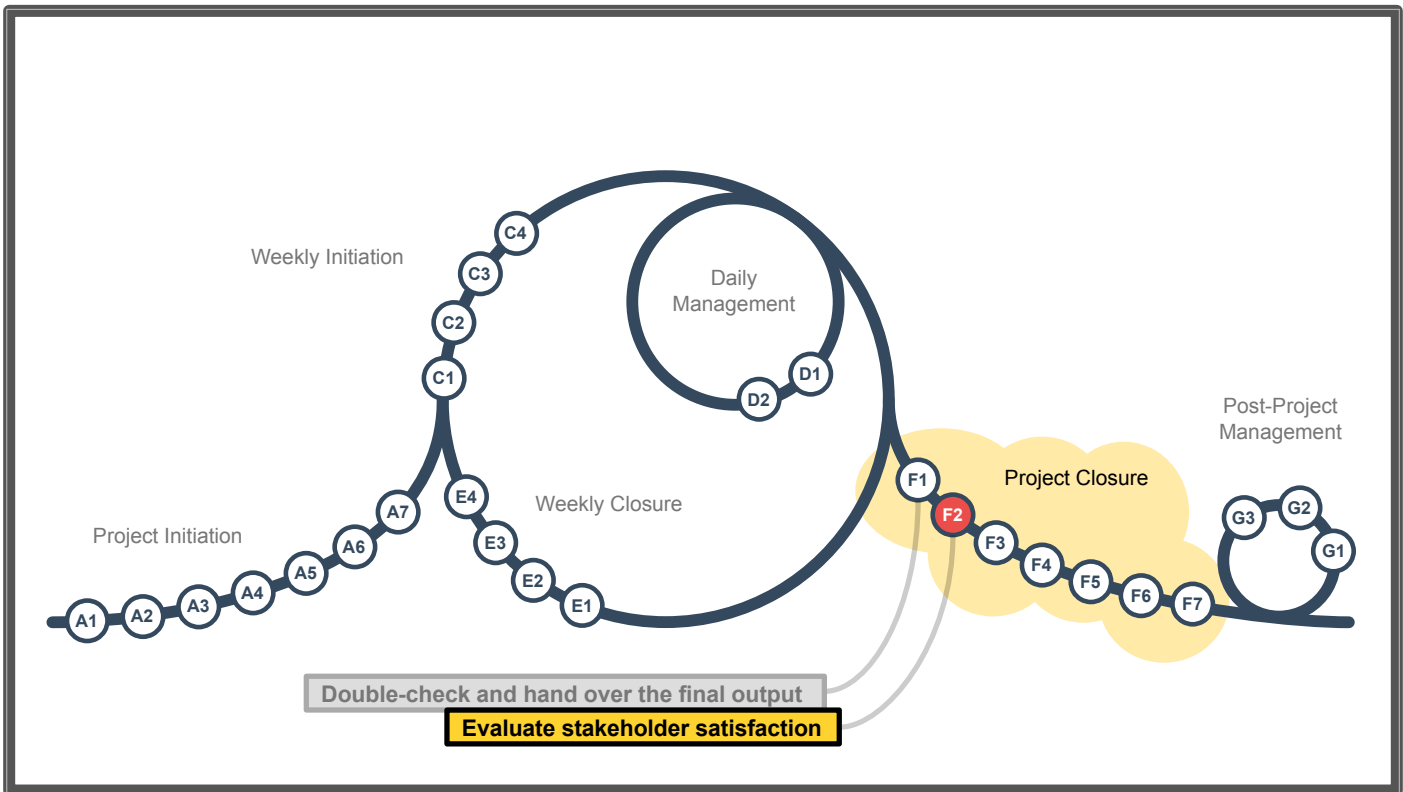 Weekly Initiation
C4
C3
C2
C1
Daily
Management
D1
D2
Post-Project
Management
Project Closure
Weekly Closure
Project Initiation
A1
A2
A3
A4
A5
A6
A7
E4
E3
E2
E1
F1
F2
F3
F4
F5
F6
F7
G3
G2
G1
Double-check and hand over the final output
Evaluate stakeholder satisfaction